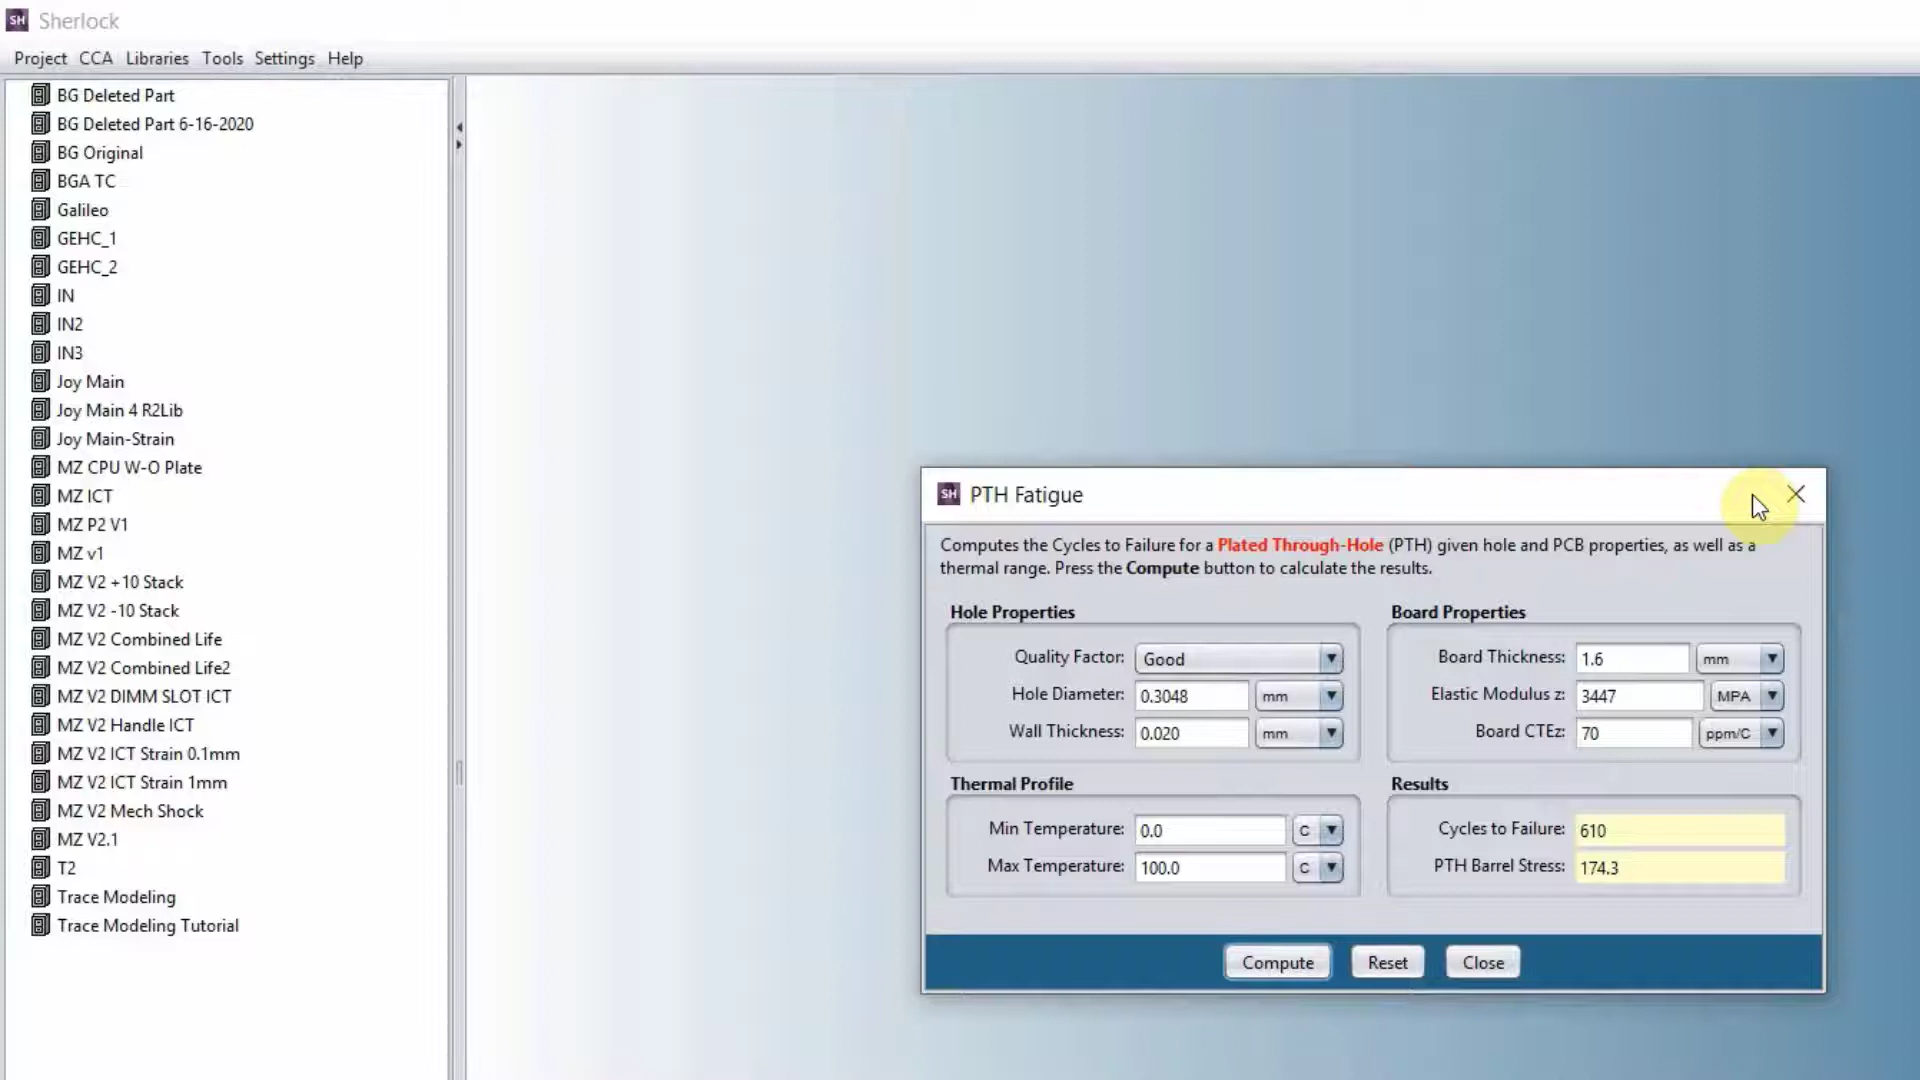 SH Sherlock
Project CCA Libraries Tools Settings Help
BG Deleted Part
BG Deleted Part 6-16-2020
BG Original
BGA TC
Galileo
GEHC_1
GEHC_2
IN
IN2
IN3
Joy Main
Joy Main 4 R2Lib
Joy Main-Strain
MZ CPU W-O Plate
MZ ICT
MZ P2 V1
MZ v1
MZ V2 +10 Stack
MZ V2 -10 Stack
MZ V2 Combined Life
MZ V2 Combined Life2
MZ V2 DIMM SLOT ICT
MZ V2 Handle ICT
MZ V2 ICT Strain 0.1mm
MZ V2 ICT Strain 1mm
MZ V2 Mech Shock
MZ V2.1
T2
Trace Modeling
Trace Modeling Tutorial
SH PTH Fatigue
Computes the Cycles to Failure for a Plated Through-Hole (PTH) given hole and PCB properties, as well as a
thermal range. Press the Compute button to calculate the results.
Hole Properties
Quality Factor: Good
Hole Diameter: 0.3048 mm
Wall Thickness: 0.020 mm
Board Properties
Board Thickness: 1.6 mm
Elastic Modulus z: 3447 MPA
Board CTEz: 70 ppm/C
Thermal Profile
Min Temperature: 0.0 C
Max Temperature: 100.0 C
Results
Cycles to Failure: 610
PTH Barrel Stress: 174.3
Compute Reset Close